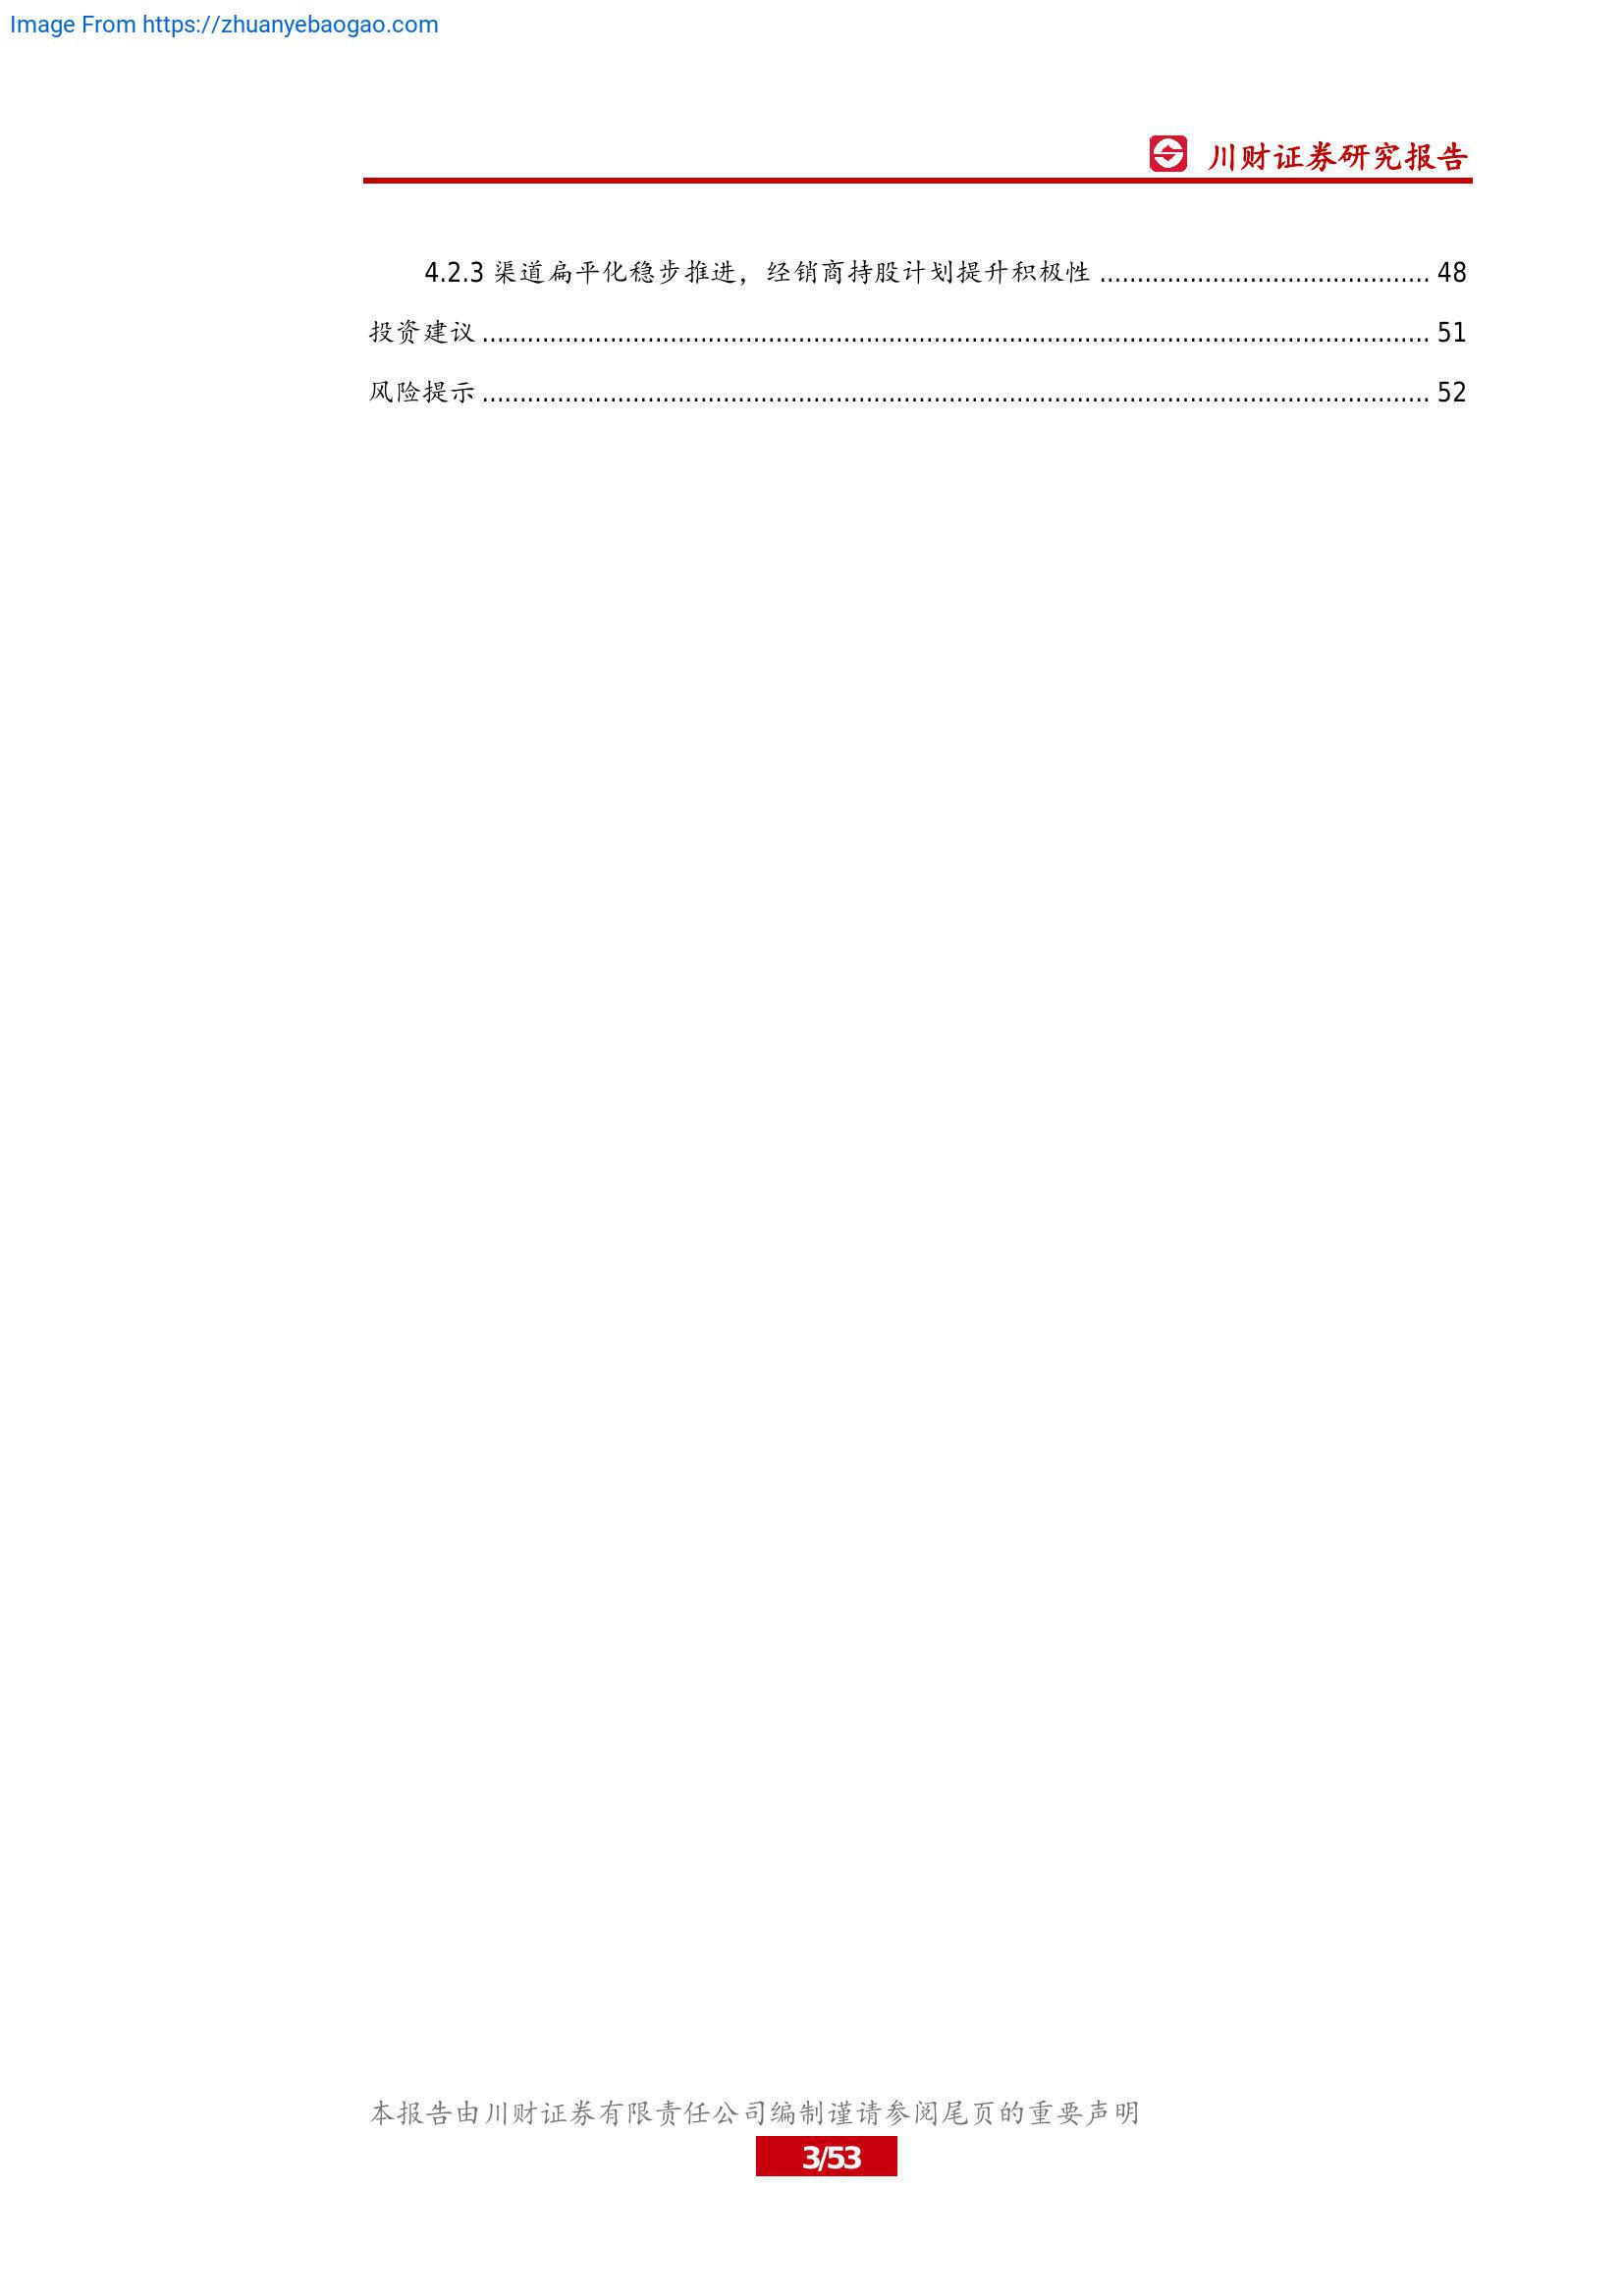 Image From https://zhuanyebaogao.com
川财证券研究报告
4.2.3 渠道扁平化稳步推进，经销商持股计划提升积极性 ............................................ 48
投资建议 .............................................................................................................................. 51
风险提示 .............................................................................................................................. 52
本报告由川财证券有限责任公司编制谨请参阅尾页的重要声明
3/53